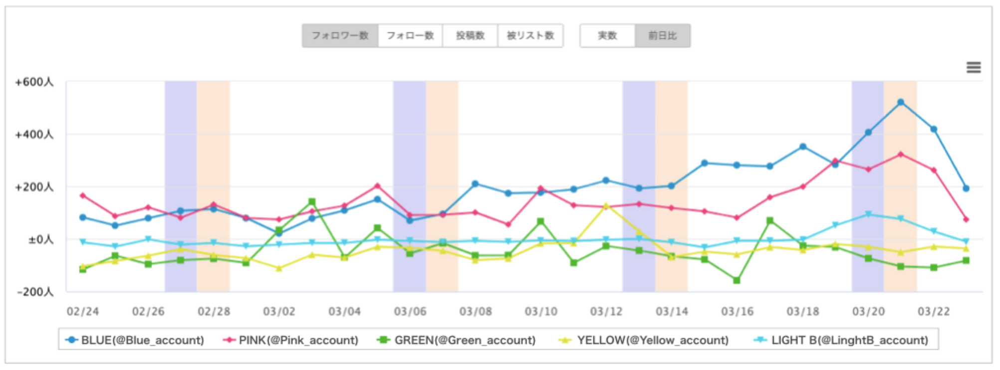 フォロワー数 フォロー数 投稿数 被リスト数 実数 前日比
+600人
+400人
+200人
±0人
-200人
02/24 02/26 02/28 03/02 03/04 03/06 03/08 03/10 03/12 03/14 03/16 03/18 03/20 03/22
BLUE(@Blue_account) PINK(@Pink_account) GREEN(@Green_account) YELLOW(@Yellow_account) LIGHT B(@LinghtB_account)